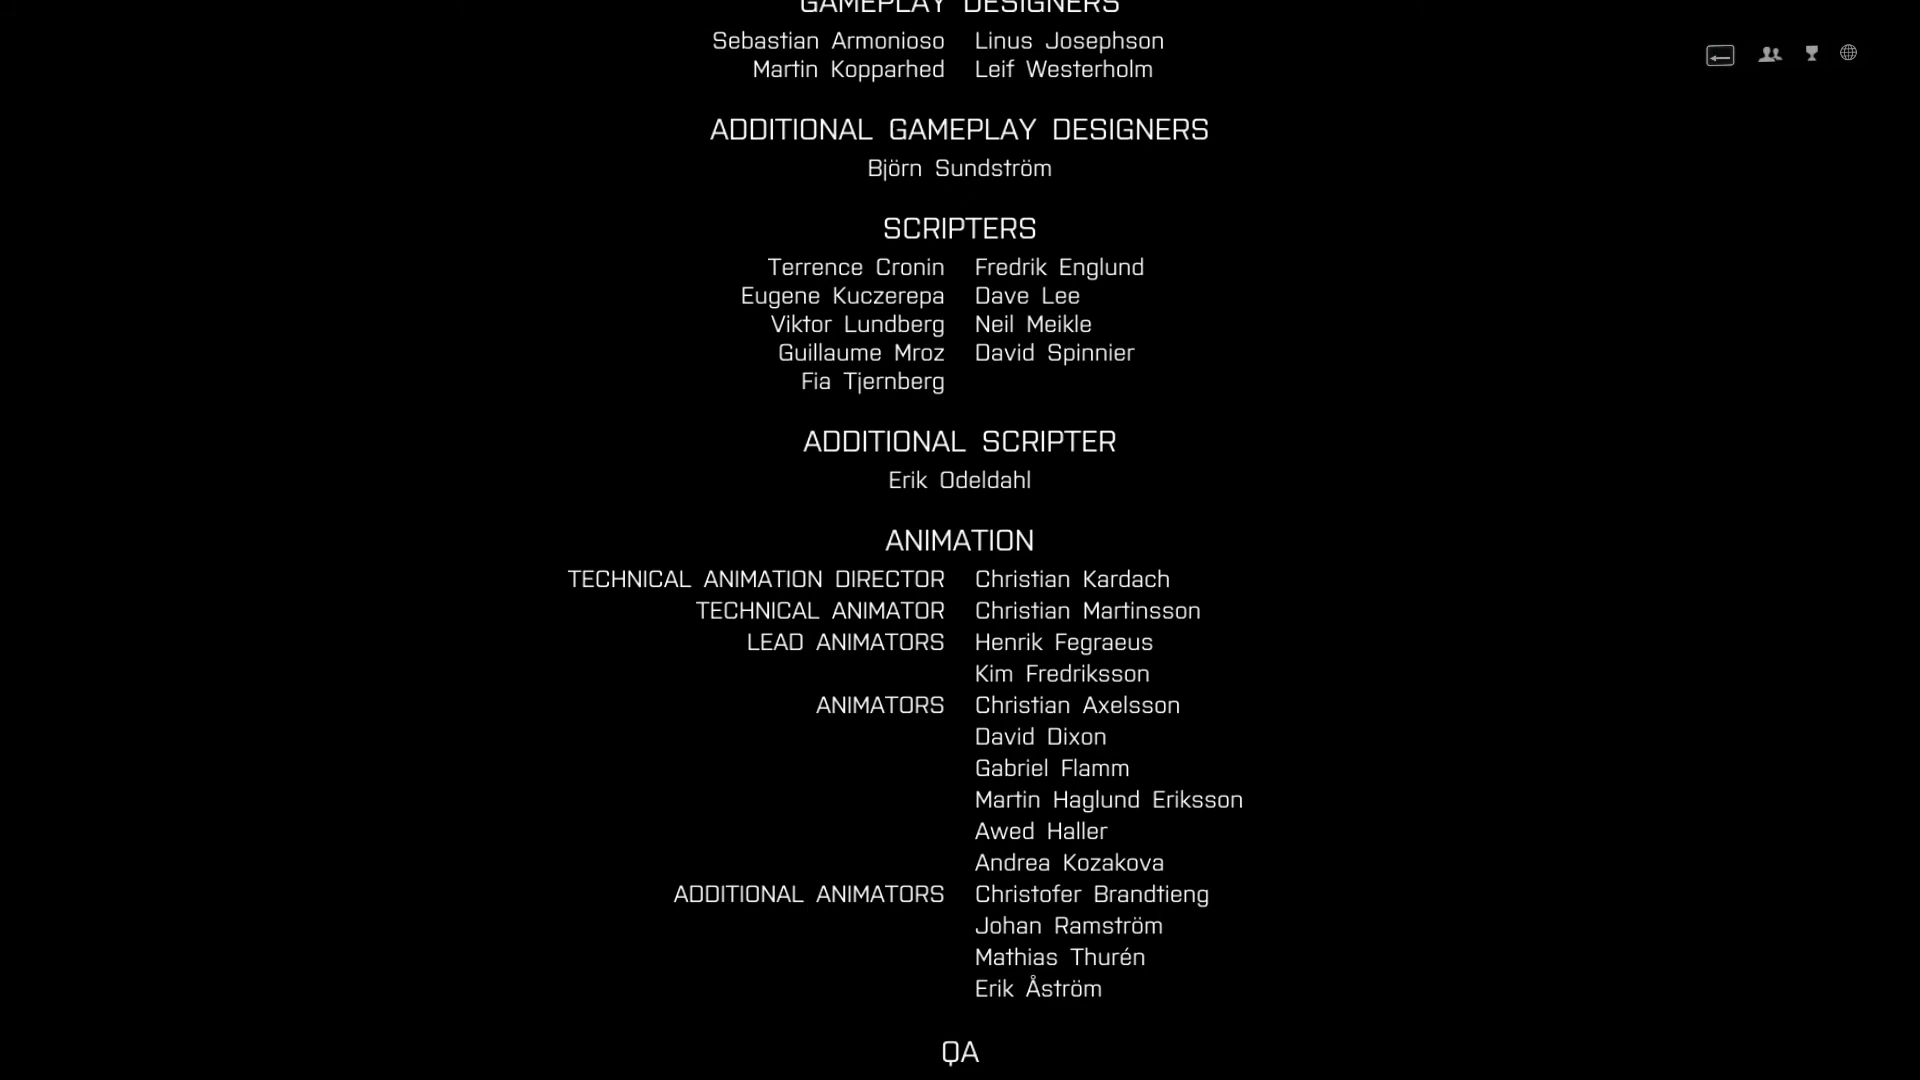 GAMEPLAY DESIGNERS
Sebastian Armonioso Linus Josephson
Martin Kopparhed Leif Westerholm
ADDITIONAL GAMEPLAY DESIGNERS
Björn Sundström
SCRIPTERS
Terrence Cronin Fredrik Englund
Eugene Kuczerepa Dave Lee
Viktor Lundberg Neil Meikle
Guillaume Mroz David Spinnier
Fia Tjernberg
ADDITIONAL SCRIPTER
Erik Odeldahl
ANIMATION
TECHNICAL ANIMATION DIRECTOR Christian Kardach
TECHNICAL ANIMATOR Christian Martinsson
LEAD ANIMATORS Henrik Fegraeus
Kim Fredriksson
ANIMATORS Christian Axelsson
David Dixon
Gabriel Flamm
Martin Haglund Eriksson
Awed Haller
Andrea Kozakova
ADDITIONAL ANIMATORS Christofer Brandtieng
Johan Ramström
Mathias Thurén
Erik Åström
QA